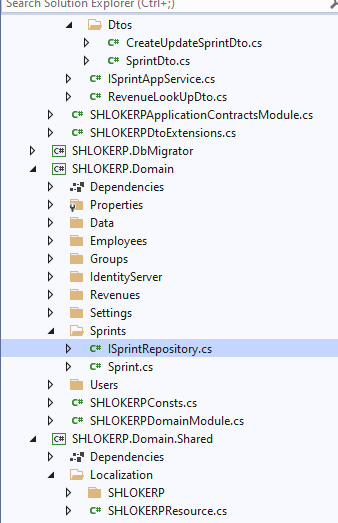 Search Solution Explorer (Ctrl+;)
Dtos
C# CreateUpdateSprintDto.cs
C# SprintDto.cs
C# ISprintAppService.cs
C# RevenueLookUpDto.cs
C# SHLOKERPApplicationContractsModule.cs
C# SHLOKERPDtoExtensions.cs
C# SHLOKERP.DbMigrator
C# SHLOKERP.Domain
Dependencies
Properties
Data
Employees
Groups
IdentityServer
Revenues
Settings
Sprints
C# ISprintRepository.cs
C# Sprint.cs
Users
C# SHLOKERPConsts.cs
C# SHLOKERPDomainModule.cs
C# SHLOKERP.Domain.Shared
Dependencies
Localization
SHLOKERP
C# SHLOKERPResource.cs